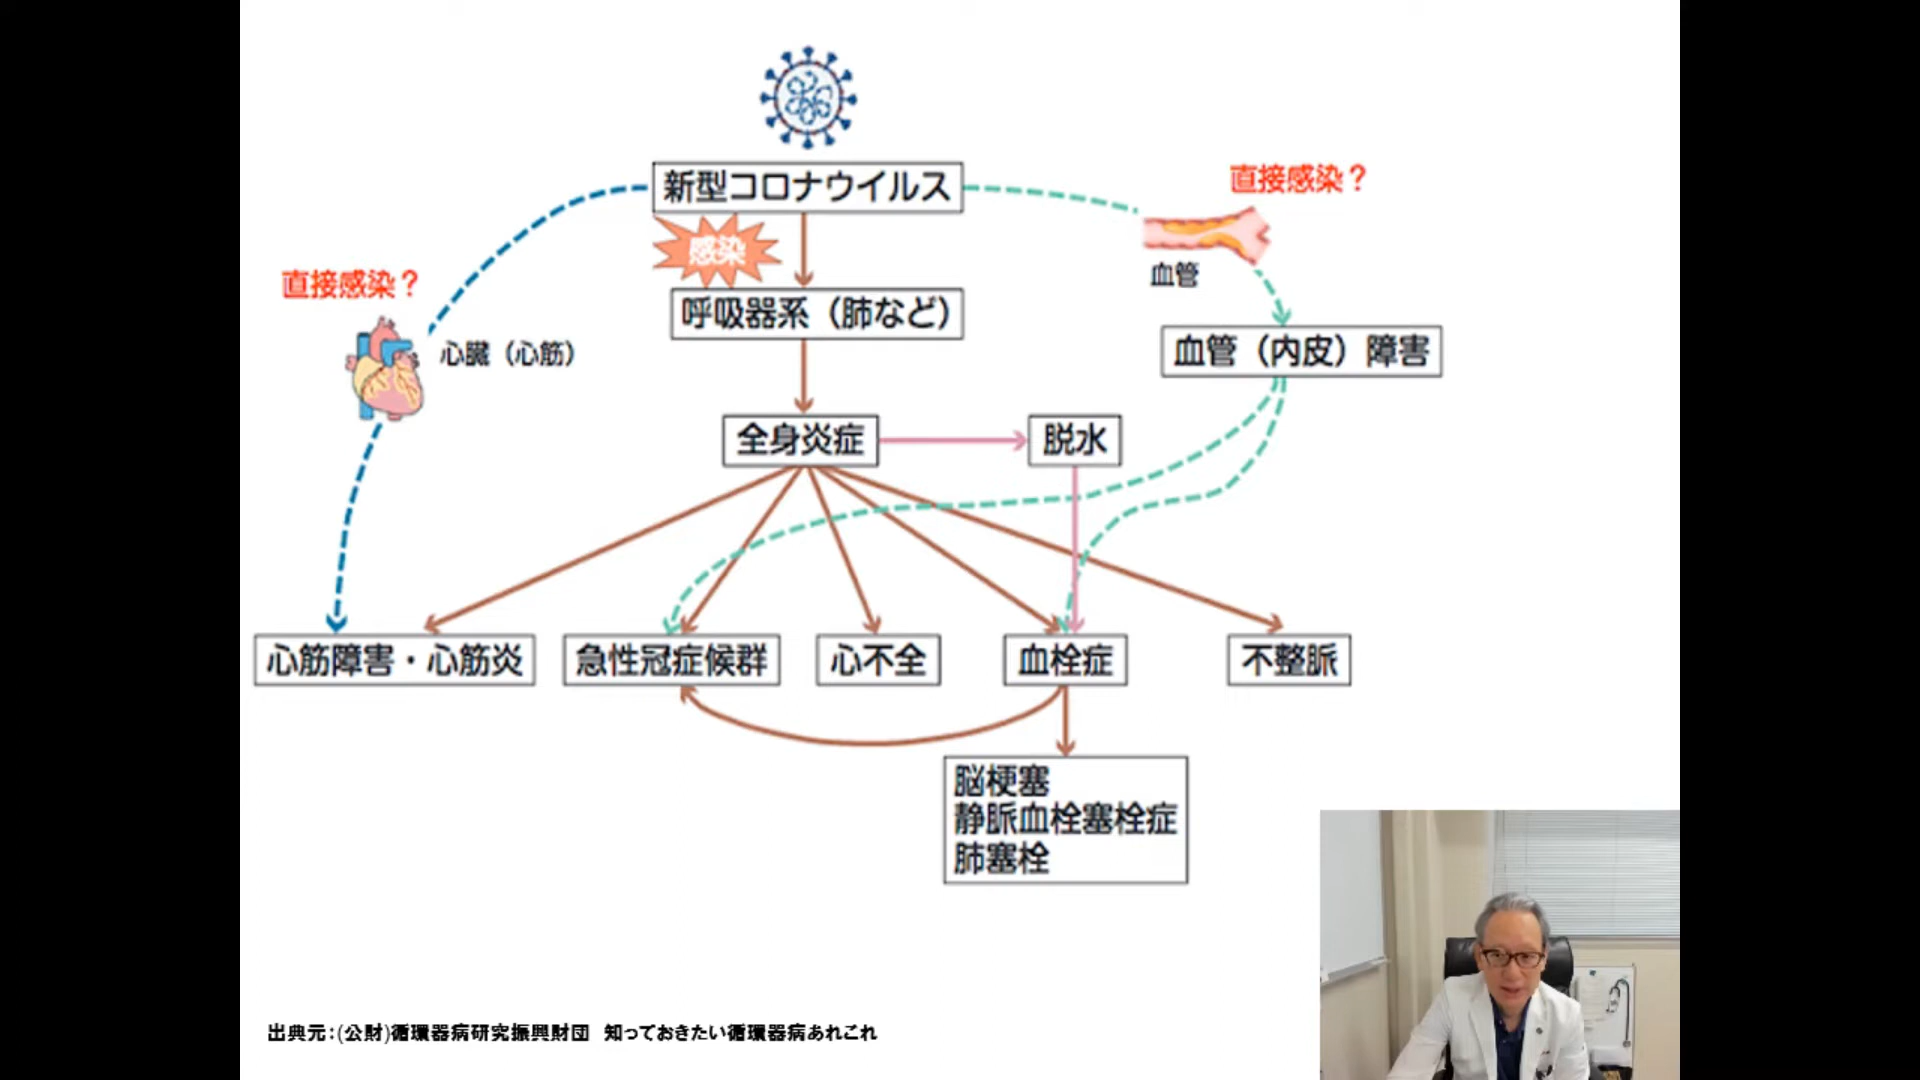 新型コロナウイルス
直接感染？
感染
血管
直接感染？
呼吸器系（肺など）
心臓（心筋）
血管（内皮）障害
全身炎症
脱水
心筋障害・心筋炎
急性冠症候群
心不全
血栓症
不整脈
脳梗塞
静脈血栓塞栓症
肺塞栓
出典元：(公財)循環器病研究振興財団　知っておきたい循環器病あれこれ